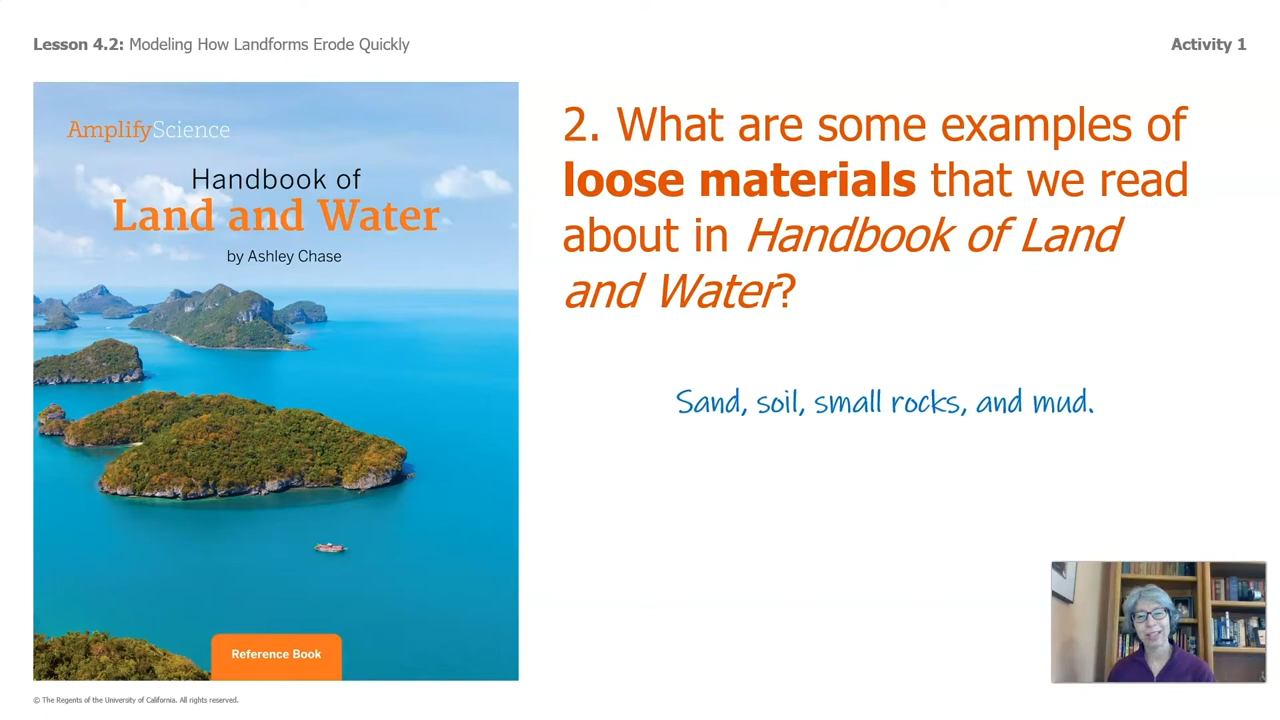 Lesson 4.2: Modeling How Landforms Erode Quickly
Activity 1
AmplifyScience
Handbook of
Land and Water
by Ashley Chase
Reference Book
2. What are some examples of
loose materials that we read
about in Handbook of Land
and Water?
Sand, soil, small rocks, and mud.
© The Regents of the University of California. All rights reserved.